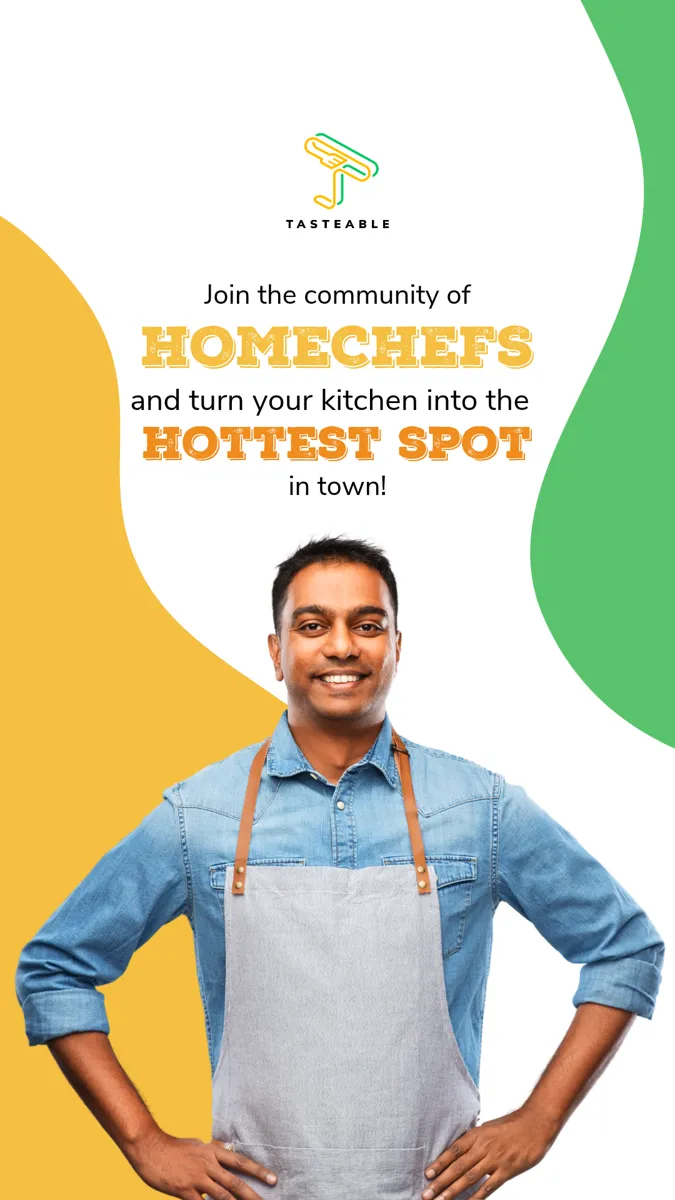 TASTEABLE
Join the community of
HOMECHEFS
and turn your kitchen into the
HOTTEST SPOT
in town!